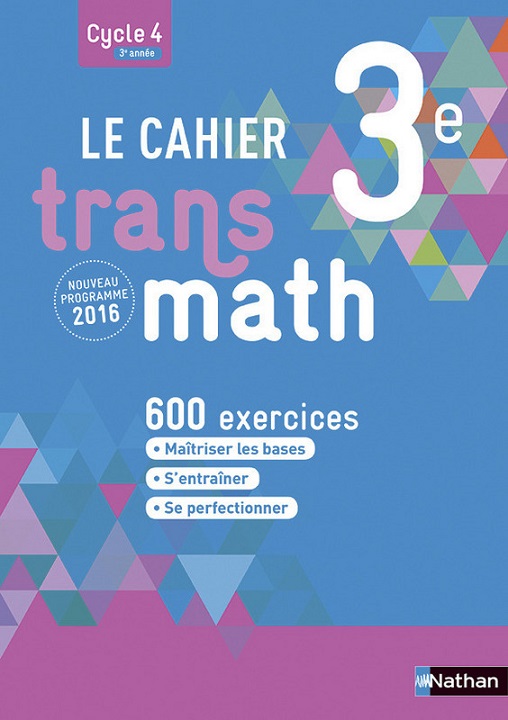 Cycle 4
3e année
3e
LE CAHIER
trans
math
NOUVEAU
PROGRAMME
2016
600 exercices
• Maîtriser les bases
• S'entraîner
• Se perfectionner
Nathan